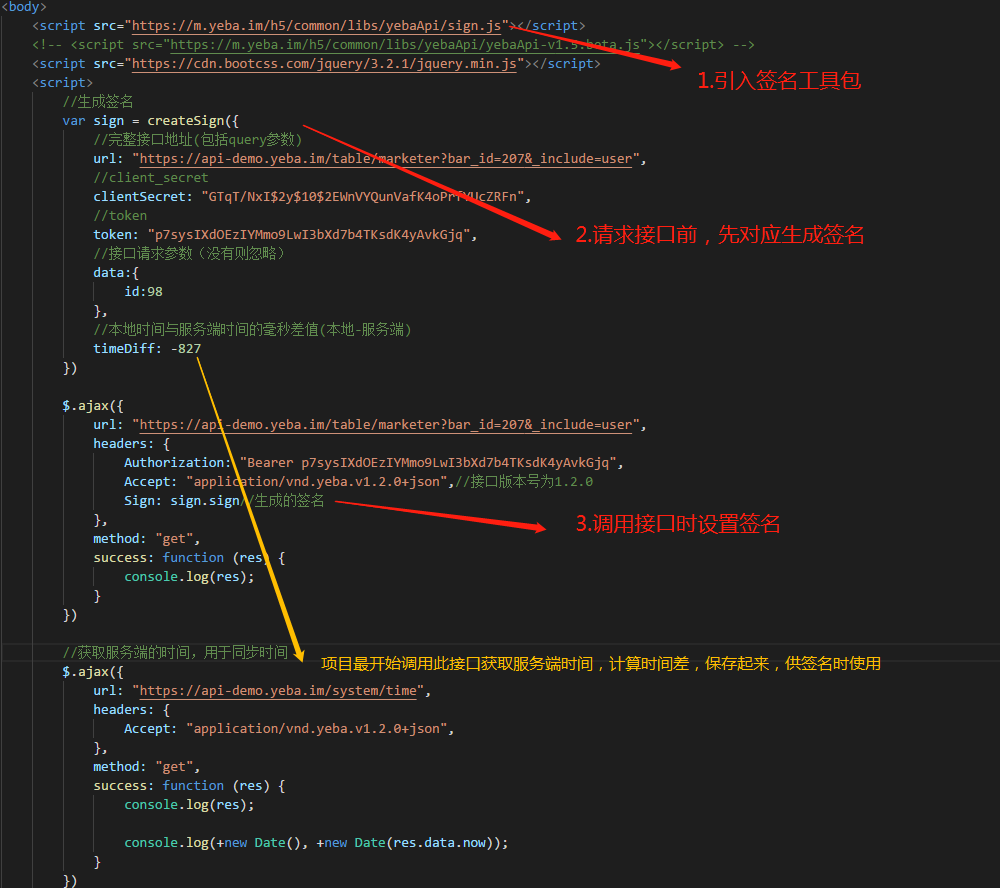 <body>
<script src="https://m.yeba.im/h5/common/libs/yebaApi/sign.js"></script>
<!-- <script src="https://m.yeba.im/h5/common/libs/yebaApi/yebaApi-v1.5.beta.js"></script> -->
<script src="https://cdn.bootcss.com/jquery/3.2.1/jquery.min.js"></script>
1.引入签名工具包
<script>
//生成签名
var sign = createSign({
//完整接口地址(包括query参数)
url: "https://api-demo.yeba.im/table/marketer?bar_id=207&_include=user",
//client_secret
clientSecret: "GTqT/NxI$2y$10$2EWnVYQunVafK4oPrfYUcZRFn",
//token
token: "p7sysIXdOEzIYMmo9LwI3bXd7b4TKsdK4yAvkGjq",
2.请求接口前，先对应生成签名
//接口请求参数（没有则忽略）
data:{
id:98
},
//本地时间与服务端时间的毫秒差值(本地-服务端)
timeDiff: -827
})
$.ajax({
url: "https://api-demo.yeba.im/table/marketer?bar_id=207&_include=user",
headers: {
Authorization: "Bearer p7sysIXdOEzIYMmo9LwI3bXd7b4TKsdK4yAvkGjq",
Accept: "application/vnd.yeba.v1.2.0+json",//接口版本号为1.2.0
Sign: sign.sign//生成的签名
3.调用接口时设置签名
},
method: "get",
success: function (res) {
console.log(res);
}
})
//获取服务端的时间，用于同步时间
项目最开始调用此接口获取服务端时间，计算时间差，保存起来，供签名时使用
$.ajax({
url: "https://api-demo.yeba.im/system/time",
headers: {
Accept: "application/vnd.yeba.v1.2.0+json",
},
method: "get",
success: function (res) {
console.log(res);
console.log(+new Date(), +new Date(res.data.now));
}
})